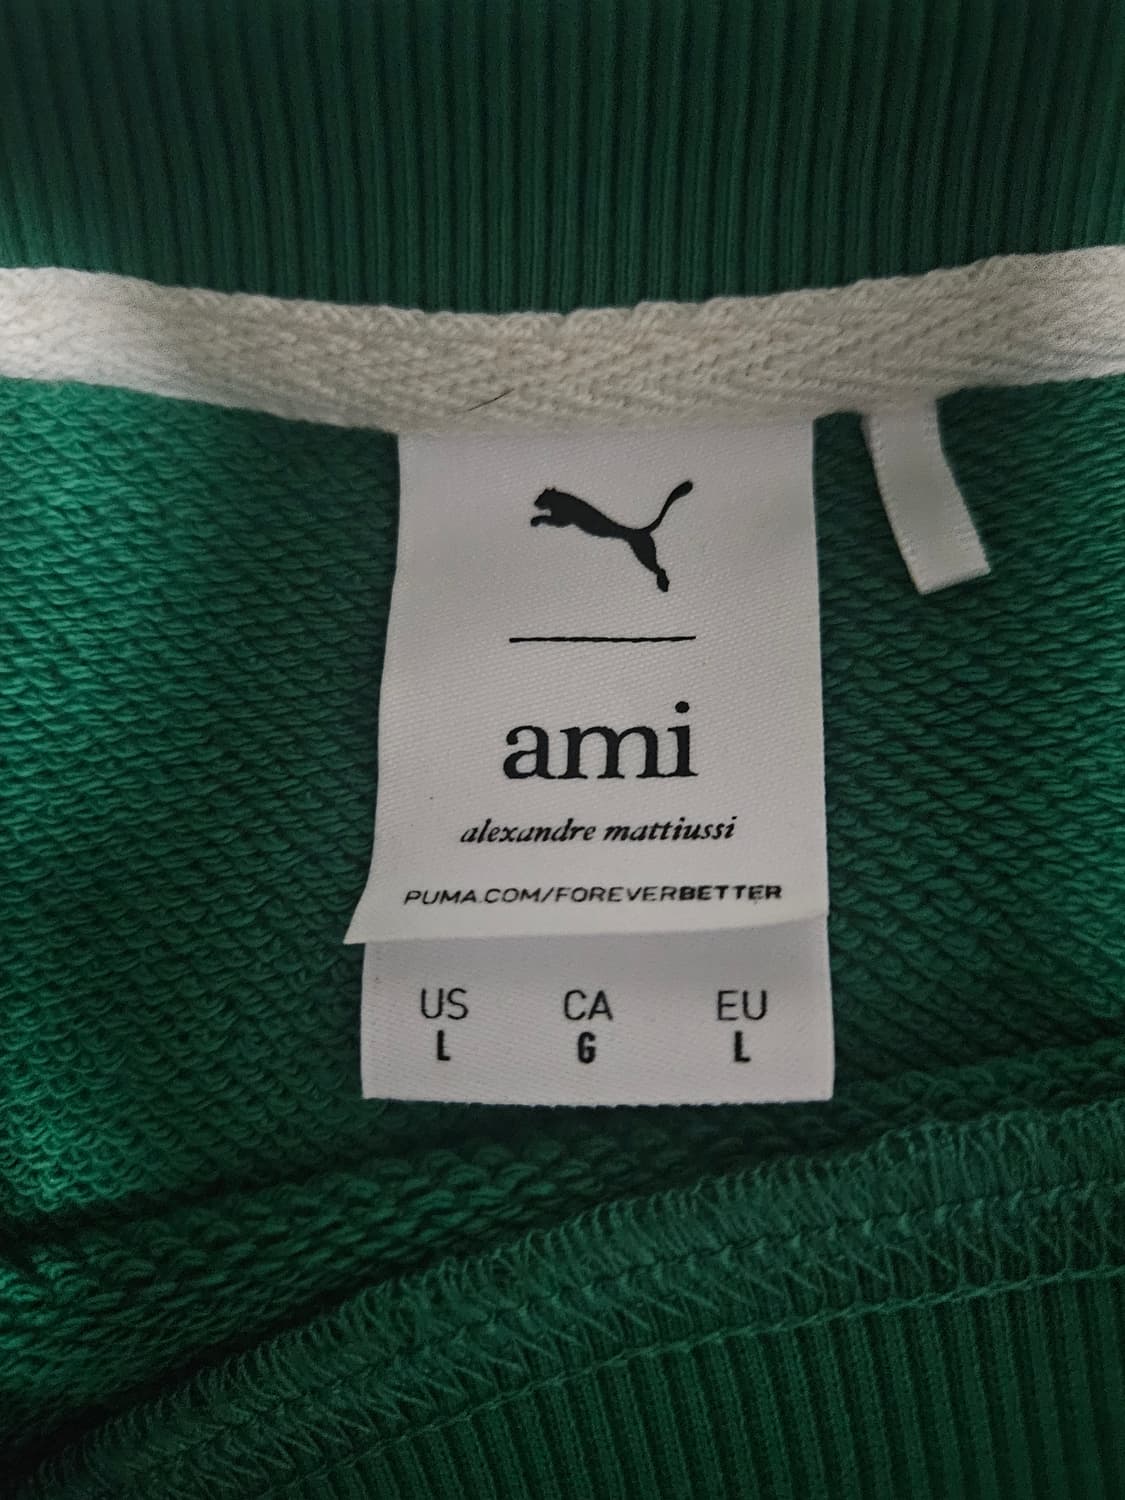 ami
alexandre mattiussi
PUMA.COM/FOREVERBETTER
US CA EU
L G L